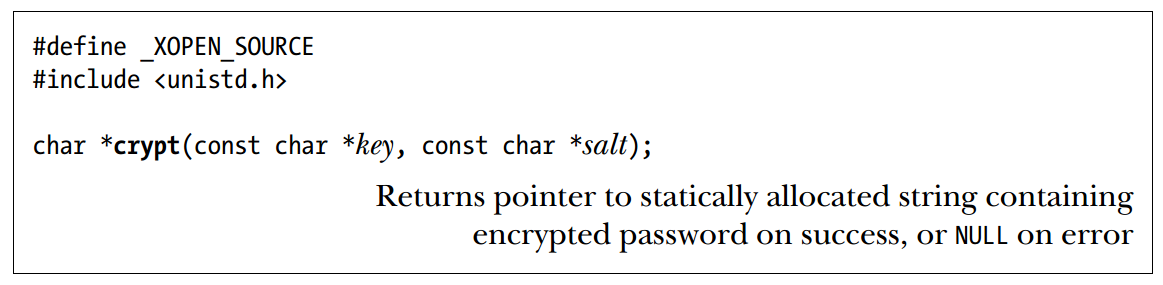 #define _XOPEN_SOURCE
#include <unistd.h>
char *crypt(const char *key, const char *salt);
Returns pointer to statically allocated string containing
encrypted password on success, or NULL on error